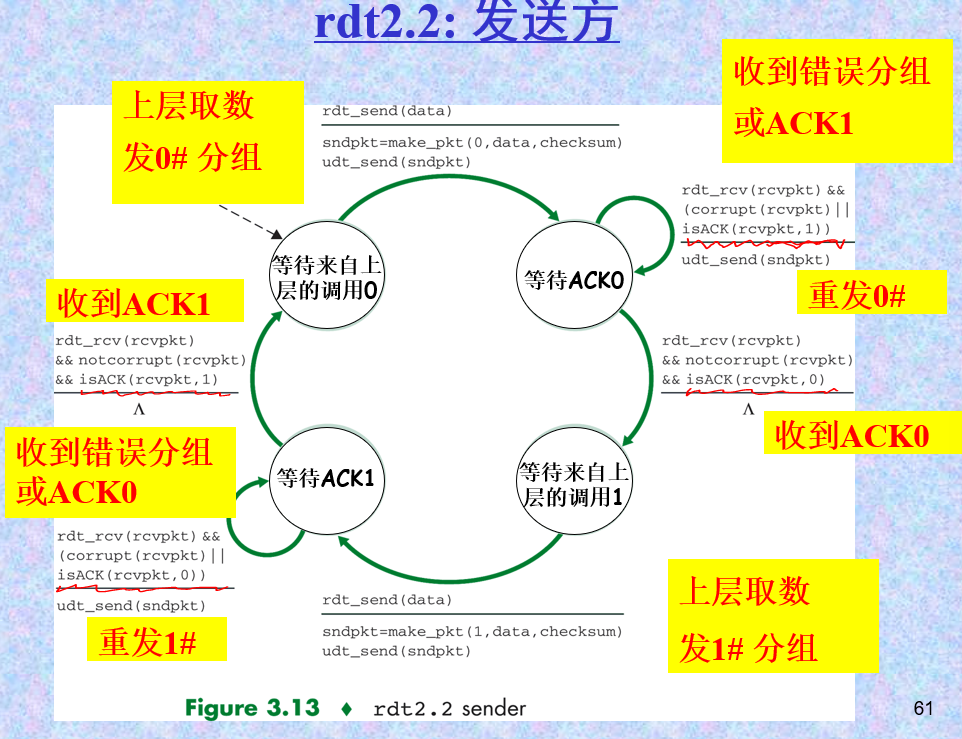 rdt2.2: 发送方
上层取数
发0# 分组
rdt_send(data)
sndpkt=make_pkt(0,data,checksum)
udt_send(sndpkt)
收到错误分组
或ACK1
rdt_rcv(rcvpkt) &&
(corrupt(rcvpkt)||
isACK(rcvpkt,1))
udt_send(sndpkt)
重发0#
等待来自上
层的调用0
等待ACK0
收到ACK1
rdt_rcv(rcvpkt)
&& notcorrupt(rcvpkt)
&& isACK(rcvpkt,1)
Λ
rdt_rcv(rcvpkt)
&& notcorrupt(rcvpkt)
&& isACK(rcvpkt,0)
Λ
收到ACK0
收到错误分组
或ACK0
等待ACK1
等待来自上
层的调用1
rdt_rcv(rcvpkt) &&
(corrupt(rcvpkt)||
isACK(rcvpkt,0))
udt_send(sndpkt)
重发1#
rdt_send(data)
sndpkt=make_pkt(1,data,checksum)
udt_send(sndpkt)
上层取数
发1# 分组
Figure 3.13 ♦ rdt2.2 sender
61